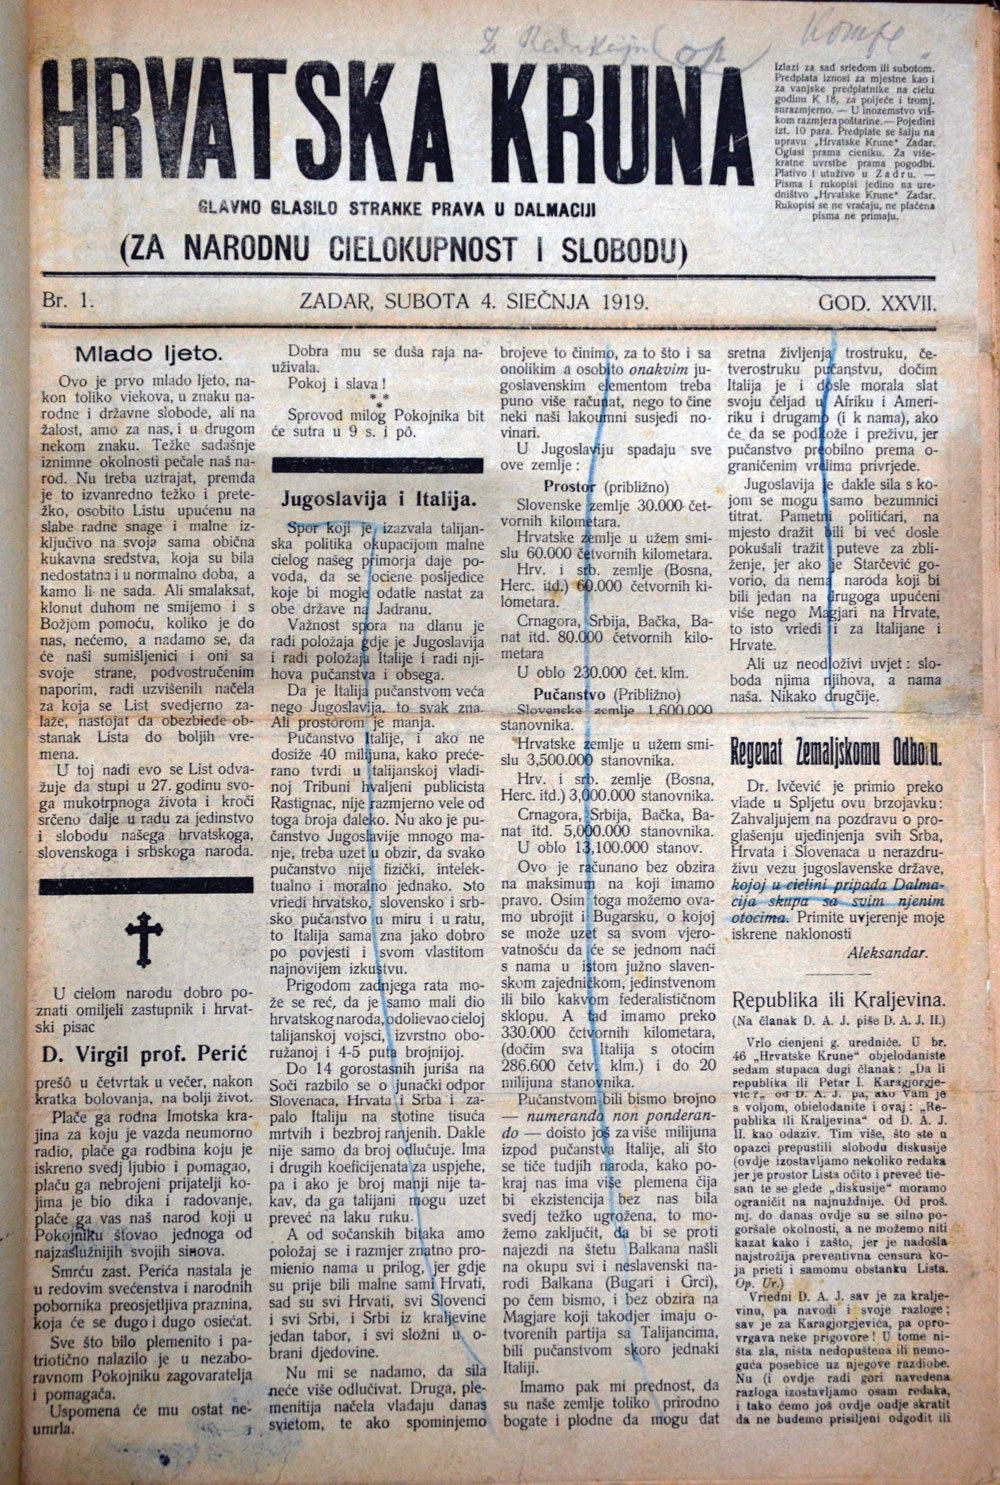 HRVATSKA KRUNA
GLAVNO GLASILO STRANKE PRAVA U DALMACIJI
(ZA NARODNU CIELOKUPNOST I SLOBODU)
Izlazi za sad sriedom ili subotom.
Predplata iznosi za mjestne kao i
za vanjske predplatnike na cielu
godinu K 18, za poljeće i tromj.
surazmjerno. — U inozemstvo viš-
kom razmjera poštarine. — Pojedini
izt. 10 para. Predplate se šalju na
upravu „Hrvatske Krune“ Zadar.
Oglasi prama cieniku. Za više-
kratne uvrstbe prama pogodbi.
Plativo i utuživo u Zadru. —
Pisma i rukopisi jedino na ured-
ništvo „Hrvatske Krune“ Zadar.
Rukopisi se ne vraćaju, ne plaćena
pisma ne primaju.
Br. 1.
ZADAR, SUBOTA 4. SIEČNJA 1919.
GOD. XXVII.
Mlado ljeto.
Ovo je prvo mlado ljeto, na-
kon toliko viekova, u znaku na-
rodne i državne slobode, ali na
žalost, amo za nas, i u drugom
nekom znaku. Težke sadašnje
iznimne okolnosti pečale naš na-
rod. Nu treba uztrajat, premda
je to izvanredno težko i prete-
žko, osobito Listu upućenu na
slabe radne snage i malne iz-
ključivo na svoja sama obična
kukavna sredstva, koja su bila
nedostatna i u normalno doba, a
kamo li ne sada. Ali smalaksat,
klonut duhom ne smijemo i s
Božjom pomoću, koliko je do
nas, nećemo, a nadamo se, da
će naši sumišljenici i oni sa
svoje strane, podvostručenim
naporim, radi uzvišenih načela
za koja se List svedjerno za-
laže, nastojat da obezbiede ob-
stanak Lista do boljih vre-
mena.
U toj nadi evo se List odva-
žuje da stupi u 27. godinu svo-
ga mukotrpnoga života i kroči
srčeno dalje u radu za jedinstvo
i slobodu našega hrvatskoga,
slovenskoga i srbskoga naroda.
U cielom narodu dobro po-
znati omiljeli zastupnik i hrvat-
ski pisac
D. Virgil prof. Perić
prešô u četvrtak u večer, nakon
kratka bolovanja, na bolji život.
Plače ga rodna Imotska kra-
jina za koju je vazda neumorno
radio, plače ga rodbina koju je
iskreno svedj ljubio i pomagao,
plaču ga nebrojeni prijatelji ko-
jima je bio dika i radovanje,
plače ga vas naš narod koji u
Pokojniku štovao jednoga od
najzaslužnijih svojih sinova.
Smrću zast. Perića nastala je
u redovim svećenstva i narodnih
pobornika preosjetljiva praznina,
koja će se dugo i dugo osiećat.
Sve što bilo plemenito i pa-
triotično nalazilo je u nezabo-
ravnom Pokojniku zagovaratelja
i pomagača.
Uspomena će mu ostat ne-
umrla.
Dobra mu se duša raja na-
uživala.
Pokoj i slava!
* *
*
Sprovod milog Pokojnika bit
će sutra u 9 s. i pô.
Jugoslavija i Italija.
Spor koji je izazvala talijan-
ska politika okupacijom malne
cielog našeg primorja daje po-
voda, da se ociene posljedice
koje bi mogle odatle nastat za
obe države na Jadranu.
Važnost spora na dlanu je
radi položaja gdje je Jugoslavija
i radi položaja Italije i radi nji-
hova pučanstva i obsega.
Da je Italija pučanstvom veća
nego Jugoslavija, to svak zna.
Ali prostorom je manja.
Pučanstvo Italije, i ako ne
dosiže 40 milijuna, kako preće-
rano tvrdi u talijanskoj vladi-
noj Tribuni hvaljeni publicista
Rastignac, nije razmjerno vele od
toga broja daleko. Nu ako je pu-
čanstvo Jugoslavije mnogo ma-
nje, treba uzet u obzir, da svako
pučanstvo nije fizički, intelek-
tualno i moralno jednako. Što
vriedi hrvatsko, slovensko i srb-
sko pučanstvo u miru i u ratu,
to Italija sama zna jako dobro
po povjesti i svom vlastitom
najnovijem izkustvu.
Prigodom zadnjega rata mo-
že se reć, da je samo mali dio
hrvatskog naroda, odolievao cieloj
talijanskoj vojsci, izvrstno obo-
ružanoj i 4-5 puta brojnijoj.
Do 14 gorostasnih juriša na
Soči razbilo se o junački odpor
Slovenaca, Hrvata i Srba i za-
palo Italiju na stotine tisuća
mrtvih i bezbroj ranjenih. Dakle
nije samo da broj odlučuje. Ima
i drugih koeficijenata za uspjehe,
pa i ako je broj manji nije ta-
kav, da ga talijani mogu uzet
preveć na laku ruku.
A od sočanskih bitaka amo
položaj se i razmjer znatno pro-
mienio nama u prilog, jer gdje
su prije bili malne sami Hrvati,
sad su svi Hrvati, svi Slovenci
i svi Srbi, i Srbi iz kraljevine
jedan tabor, i svi složni u o-
brani djedovine.
Nu mi se nadamo, da sila
neće više odlučivat. Druga, ple-
menitija načela vladaju danas
svietom, te ako spominjemo
brojeve to činimo, za to što i sa
onolikim a osobito onakvim ju-
goslavenskim elementom treba
puno više računat, nego to čine
neki naši lakoumni susjedi no-
vinari.
U Jugoslaviju spadaju sve
ove zemlje:
Prostor (približno)
Slovenske zemlje 30.000 čet-
vornih kilometara.
Hrvatske zemlje u užem smi-
slu 60.000 četvornih kilometara.
Hrv. i srb. zemlje (Bosna,
Herc. itd.) 60.000 četvornih ki-
lometara.
Crnagora, Srbija, Bačka, Ba-
nat itd. 80.000 četvornih kilo-
metara
U oblo 230.000 čet. klm.
Pučanstvo (Približno)
Slovenske zemlje 1,600.000
stanovnika.
Hrvatske zemlje u užem smi-
slu 3,500.000 stanovnika.
Hrv. i srb. zemlje (Bosna,
Herc. itd.) 3,000.000 stanovnika.
Crnagora, Srbija, Bačka, Ba-
nat itd. 5,000.000 stanovnika.
U oblo 13,100.000 stanov.
Ovo je računano bez obzira
na maksimum na koji imamo
pravo. Osim toga možemo ova-
mo ubrojit i Bugarsku, o kojoj
se može uzet sa svom vjero-
vatnošću da će se jednom naći
s nama u istom južno slaven-
skom zajedničkom, jedinstvenom
ili bilo kakvom federalističnom
sklopu. A tad imamo preko
330.000 četvornih kilometara,
(dočim sva Italija s otocim
286.600 četv. klm.) i do 20
milijuna stanovnika.
Pučanstvom bili bismo brojno
— numerando non ponderan-
do — doisto još za više milijuna
izpod pučanstva Italije, ali što
se tiče tudjih naroda, kako po-
kraj nas ima više plemena čija
bi ekzistencija bez nas bila
svedj težko ugrožena, to mo-
žemo zaključit, da bi se proti
najezdi na štetu Balkana našli
na okupu svi i neslavenski na-
rodi Balkana (Bugari i Grci),
po čem bismo, i bez obzira na
Magjare koji takodjer imaju o-
tvorenih partija sa Talijancima,
bili pučanstvom skoro jednaki
Italiji.
Imamo pak mi prednost, da
su naše zemlje toliko prirodno
bogate i plodne da mogu dat
sretna življenja trostruku, če-
tverostruku pučanstvu, dočim
Italija je i dosle morala slat
svoju čeljad u Afriku i Ameri-
riku i drugamo (i k nama), ako
će da se podlože i preživu, jer
pučanstvo preobilno prema o-
graničenim vrelima privrjede.
Jugoslavija je dakle sila s ko-
jom se mogu samo bezumnici
titrat. Pametni političari, na
mjesto dražit bili bi već dosle
pokušali tražit puteve za zbli-
ženje, jer ako je Starčević go-
vorio, da nema naroda koji bi
bili jedan na drugoga upućeni
više nego Magjari na Hrvate,
to isto vriedi i za Italijane i
Hrvate.
Ali uz neodloživi uvjet: slo-
boda njima njihova, a nama
naša. Nikako drugčije.
Regenat Zemaljskomu Odboru.
Dr. Ivčević je primio preko
vlade u Spljetu ovu brzojavku:
Zahvaljujem na pozdravu o pro-
glašenju ujedinjenja svih Srba,
Hrvata i Slovenaca u nerazdru-
živu vezu jugoslavenske države,
kojoj u cielini pripada Dalma-
cija skupa sa svim njenim
otocima. Primite uvjerenje moje
iskrene naklonosti
Aleksandar.
Republika ili Kraljevina.
(Na članak D. A. J. piše D. A. J. II.)
Vrlo cienjeni g. uredniče. U br.
46 „Hrvatske Krune“ objelodaniste
sedam stupaca dugi članak: „Da li
republika ili Petar I. Karagjorgje-
vić?„ od D. A. J. pa, ako vam je
s voljom, obielodanite i ovaj: „Re-
publika ili Kraljevina“ od D. A. J.
II. kao odaziv. Tim više, što ste u
opazci prepustili slobodu diskusije
(ovdje izostavljamo nekoliko redaka
jer je prostor Lista očito i preveć tie-
san te se glede „diskusije“ moramo
ograničit na najnuždnije. Od proš.
mj. do danas ovdje su se silno po-
goršale okolnosti, a ne možemo niti
kazat kako i zašto, jer je nadošla
najstrožija preventivna censura ko-
ja prieti i samomu obstanku Lista.
Op. Ur.)
Vriedni D. A. J. sav je za kralje-
vinu, pa navodi i svoje razloge;
sav je za Karagjorgjevića, pa opro-
vrgava neke prigovore! U tome ni-
šta zla, ništa nedopuštena ili nemo-
guća posebice uz njegove razdiobe.
Nu (i ovdje radi gori navedena
razloga izostavljamo osam redaka,
i tako ćemo još ovdje ondje skratit
da ne budemo prisiljeni odgodit ili